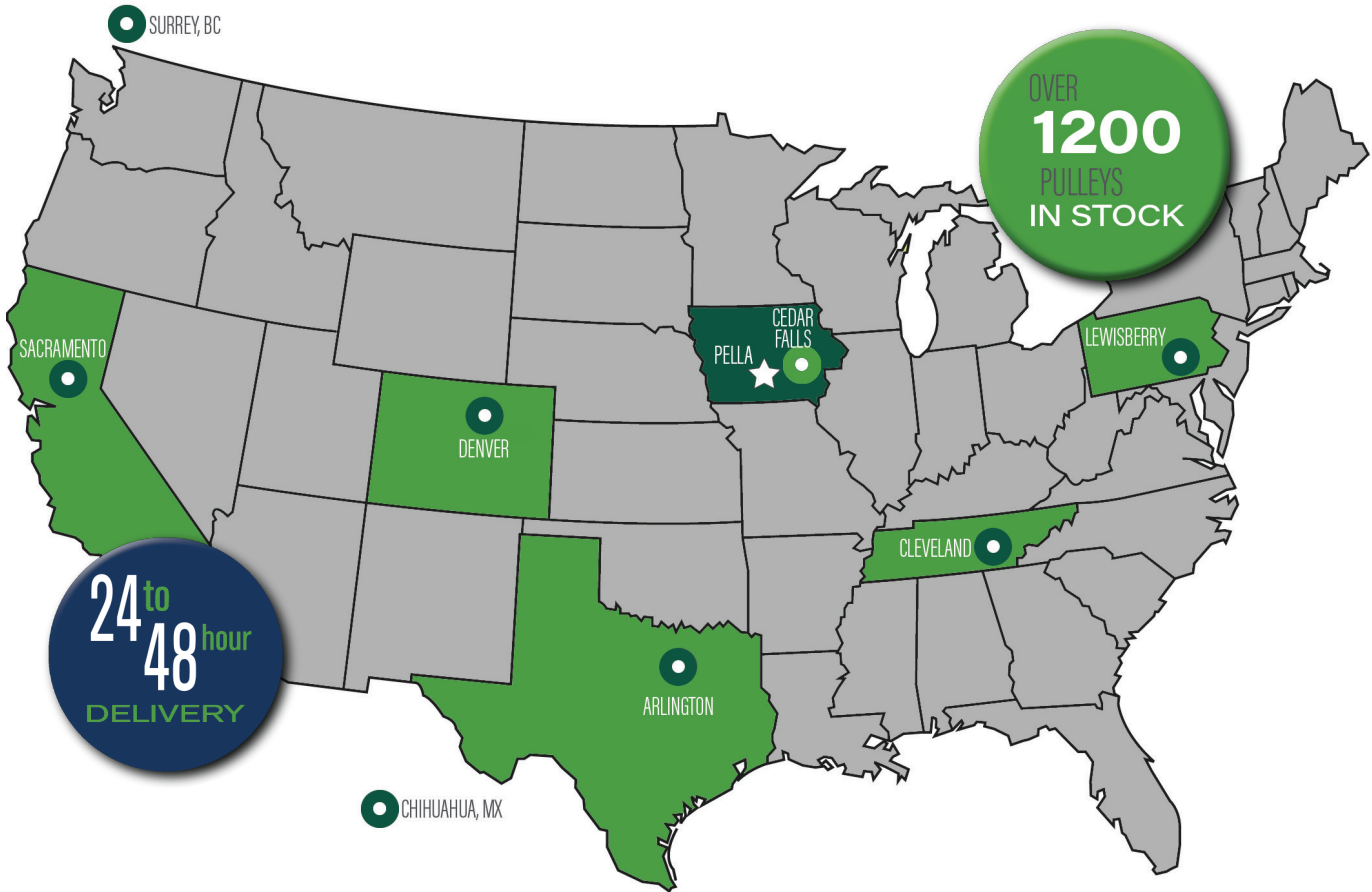 SURREY, BC
OVER
1200
PULLEYS
IN STOCK
CEDAR
FALLS
PELLA
LEWISBERRY
SACRAMENTO
DENVER
CLEVELAND
ARLINGTON
24 to
48 hour
DELIVERY
CHIHUAHUA, MX